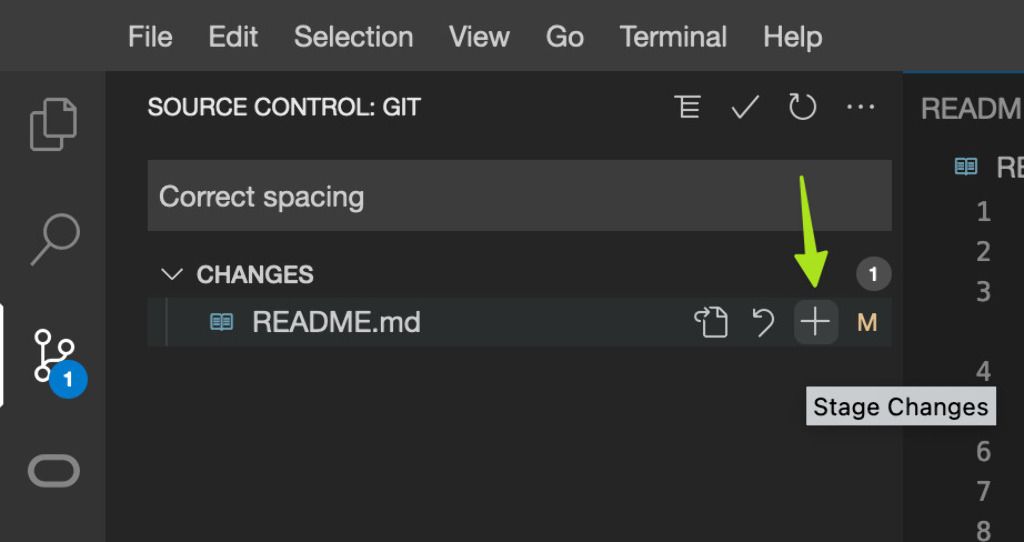 File Edit Selection View Go Terminal Help
SOURCE CONTROL: GIT
Correct spacing
CHANGES 1
README.md M
1
Stage Changes
READM
RE
1
2
3
4
6
7
8